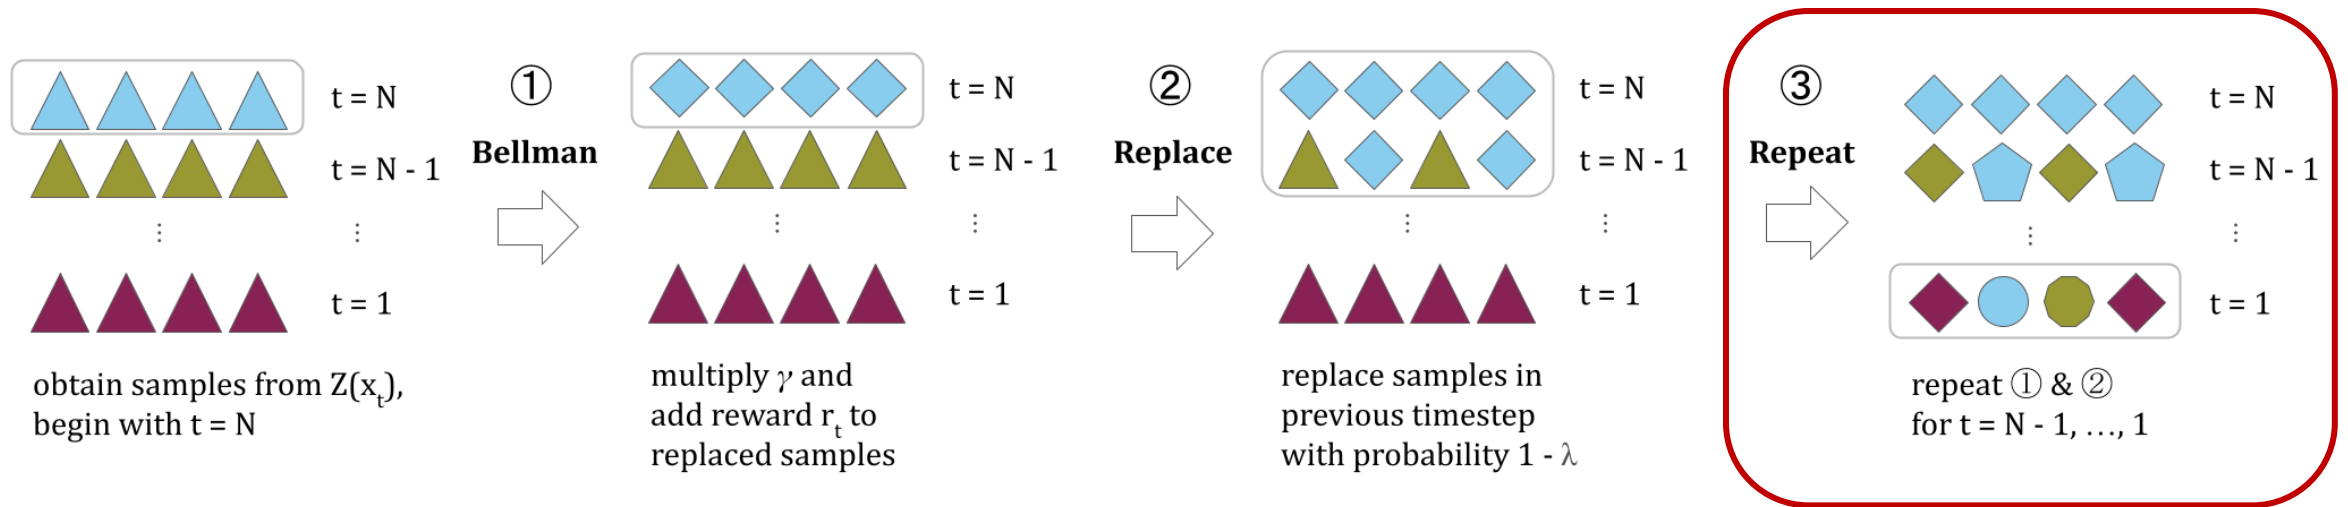 t = N
t = N - 1
⋮ ⋮
t = 1
obtain samples from Z(xₜ),
begin with t = N
①
Bellman
t = N
t = N - 1
⋮ ⋮
t = 1
multiply γ and
add reward rₜ to
replaced samples
②
Replace
t = N
t = N - 1
⋮ ⋮
t = 1
replace samples in
previous timestep
with probability 1 - λ
③
Repeat
t = N
t = N - 1
⋮ ⋮
t = 1
repeat ① & ②
for t = N - 1, ..., 1